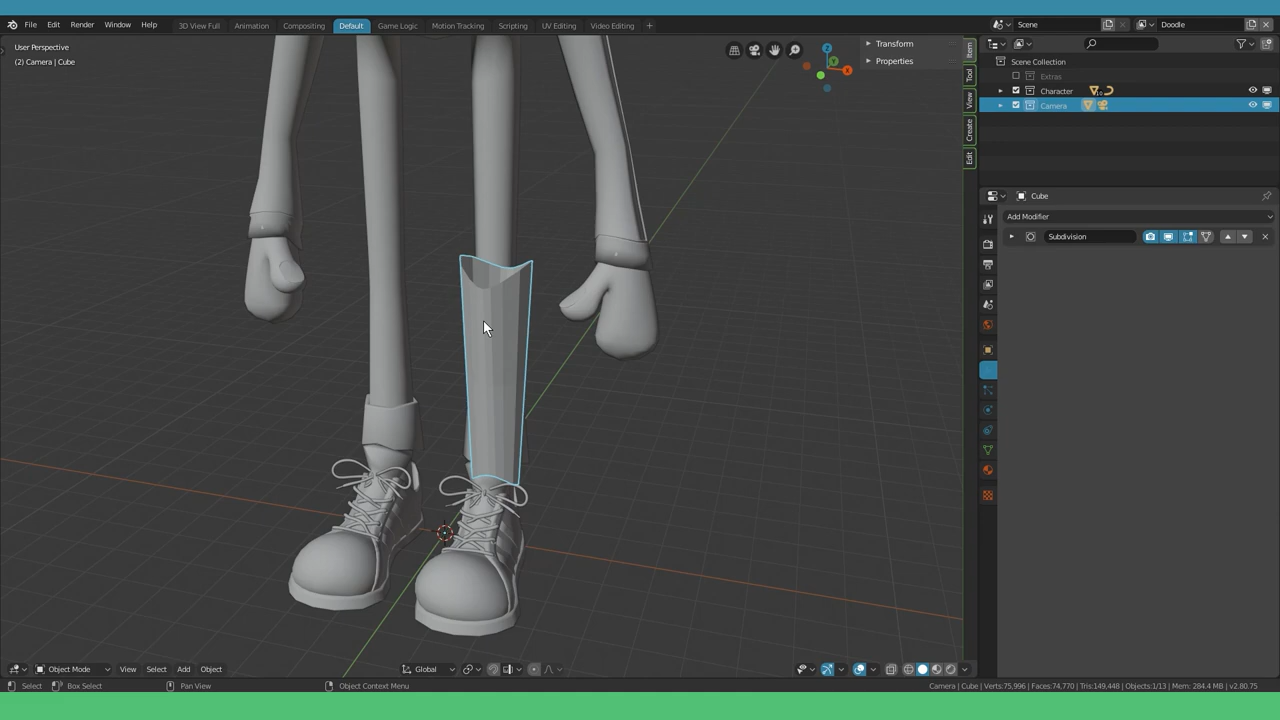 File Edit Render Window Help 3D View Full Animation Compositing Default Game Logic Motion Tracking Scripting UV Editing Video Editing + Scene Doodle
User Perspective
(2) Camera | Cube
Transform
Properties
Item
Tool
View
Create
Edit
Z
Y
X
Scene Collection
Extras
Character
Camera
Cube
Add Modifier
Subdivision
Object Mode View Select Add Object Global
Select Box Select Pan View Object Context Menu Camera | Cube | Verts:75,996 | Faces:74,770 | Tris:149,448 | Objects:1/13 | Mem: 284.4 MB | v2.80.75